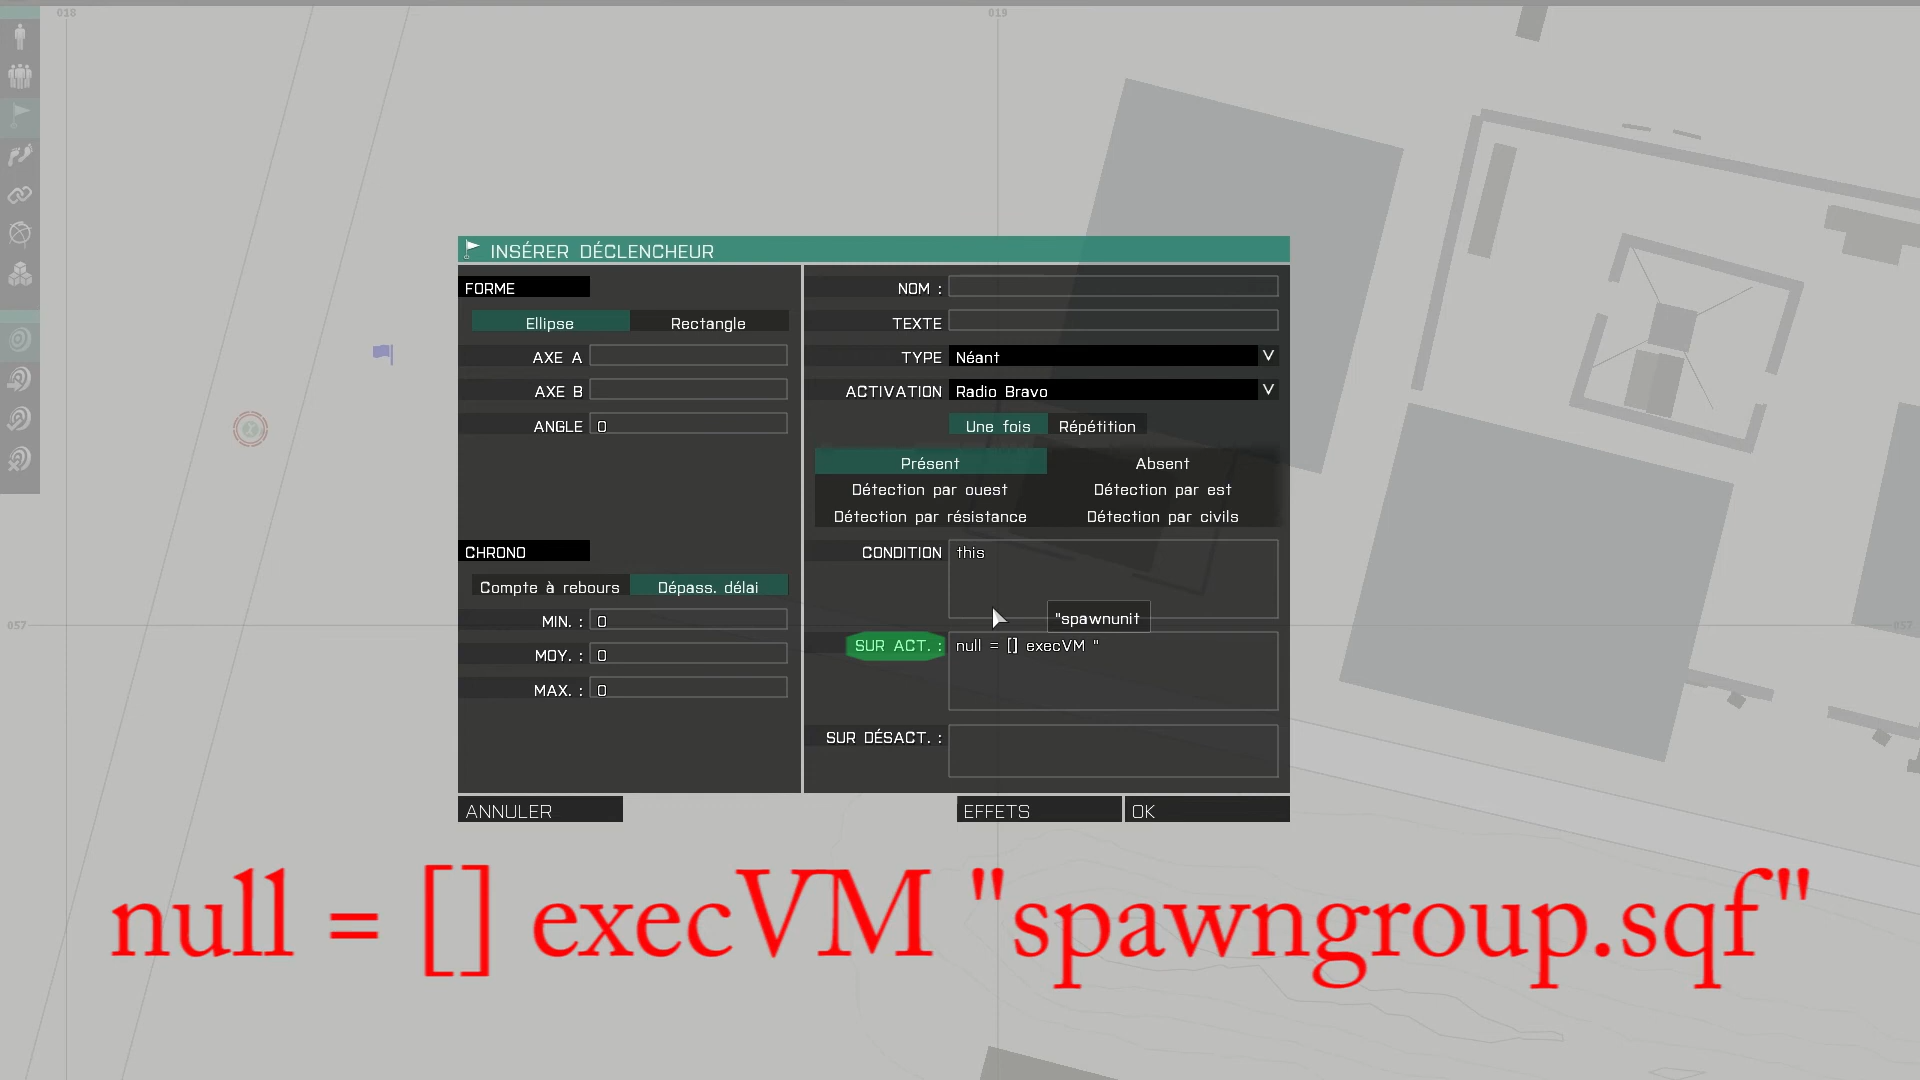 018
019
INSÉRER DÉCLENCHEUR
FORME
Ellipse Rectangle
AXE A
AXE B
ANGLE 0
CHRONO
Compte à rebours Dépass. délai
MIN. : 0
MOY. : 0
MAX. : 0
NOM :
TEXTE
TYPE Néant V
ACTIVATION Radio Bravo V
Une fois Répétition
Présent Absent
Détection par ouest Détection par est
Détection par résistance Détection par civils
CONDITION this
"spawnunit
SUR ACT. : null = [] execVM "
SUR DÉSACT. :
057
057
ANNULER EFFETS OK
null = [] execVM "spawngroup.sqf"